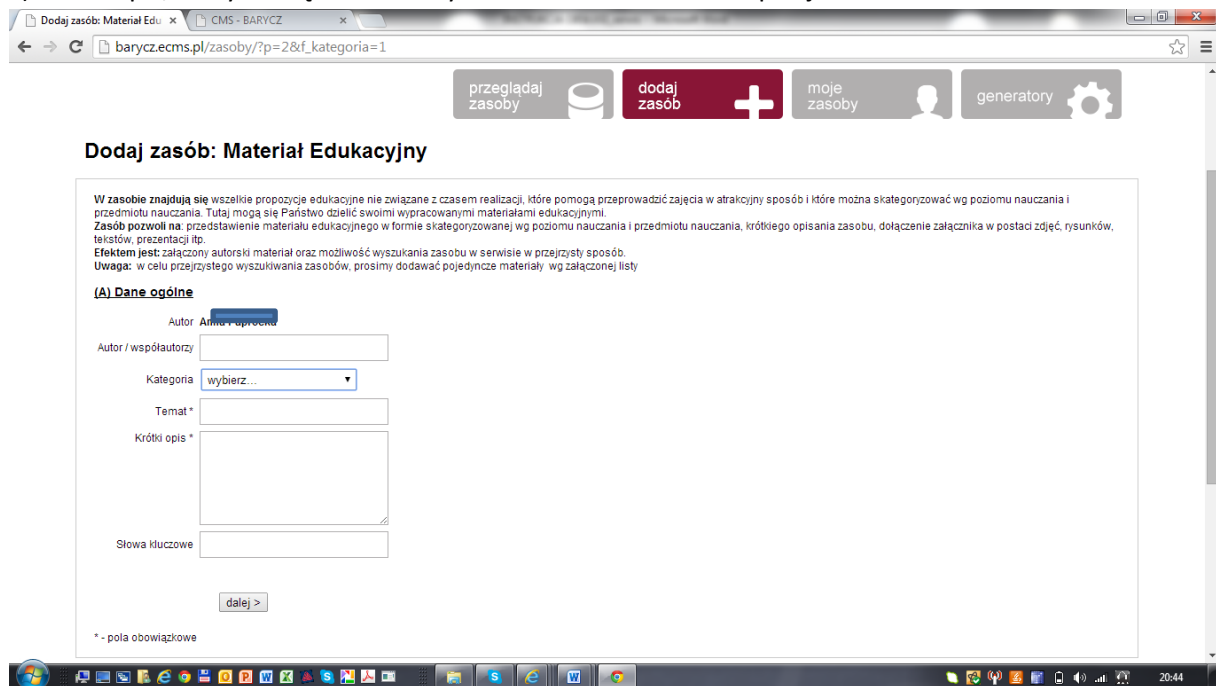 Dodaj zasób: Materiał Edu
CMS - BARYCZ
barycz.ecms.pl/zasoby/?p=2&f_kategoria=1
przeglądaj
zasoby
dodaj
zasób
moje
zasoby
generatory
Dodaj zasób: Materiał Edukacyjny
W zasobie znajdują się wszelkie propozycje edukacyjne nie związane z czasem realizacji, które pomogą przeprowadzić zajęcia w atrakcyjny sposób i które można skategoryzować wg poziomu nauczania i
przedmiotu nauczania. Tutaj mogą się Państwo dzielić swoimi wypracowanymi materiałami edukacyjnymi.
Zasób pozwoli na: przedstawienie materiału edukacyjnego w formie skategoryzowanej wg poziomu nauczania i przedmiotu nauczania, krótkiego opisania zasobu, dołączenie załącznika w postaci zdjęć, rysunków,
tekstów, prezentacji itp.
Efektem jest: załączony autorski materiał oraz możliwość wyszukania zasobu w serwisie w przejrzysty sposób.
Uwaga: w celu przejrzystego wyszukiwania zasobów, prosimy dodawać pojedyncze materiały wg załączonej listy
(A) Dane ogólne
Autor
Autor / współautorzy
Kategoria wybierz...
Temat *
Krótki opis *
Słowa kluczowe
dalej >
* - pola obowiązkowe
20:44